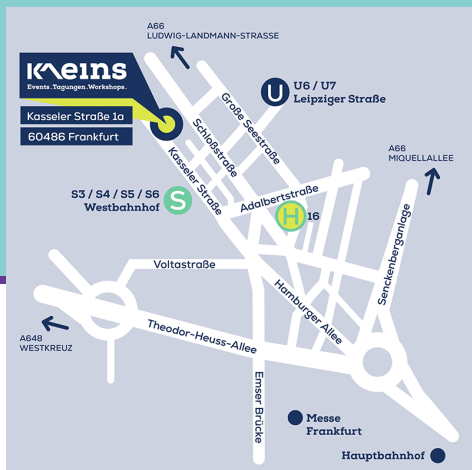 A66
LUDWIG-LANDMANN-STRASSE
Kaeins
Events.Tagungen.Workshops.
Kasseler Straße 1a
60486 Frankfurt
U
U6 / U7
Leipziger Straße
Große Seestraße
Schloßstraße
Kasseler Straße
A66
MIQUELLALLEE
S3 / S4 / S5 / S6
Westbahnhof
S
Adalbertstraße
H
16
Senckenberganlage
Voltastraße
Hamburger Allee
Theodor-Heuss-Allee
A648
WESTKREUZ
Emser Brücke
Messe
Frankfurt
Hauptbahnhof